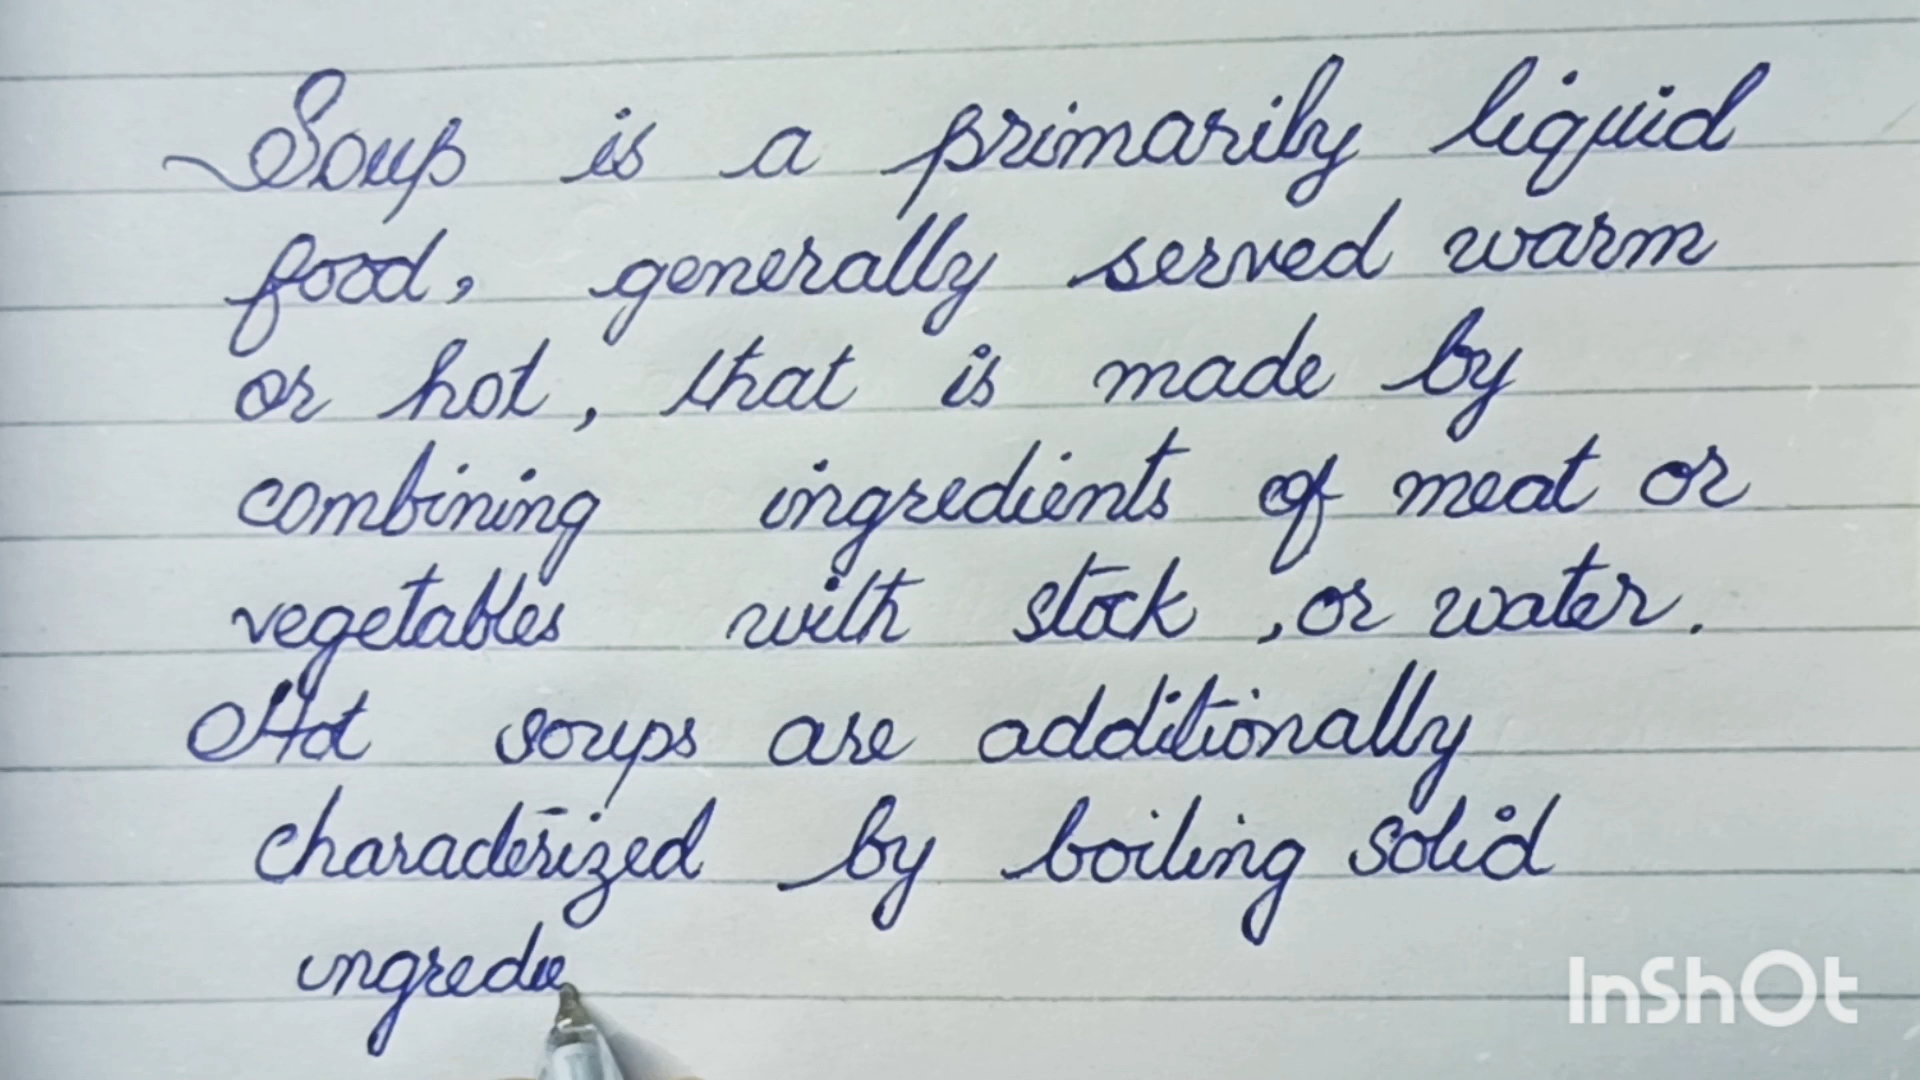 Soup is a primarily liquid
food, generally served warm
or hot, that is made by
combining ingredients of meat or
vegetables with stock, or water.
Hot soups are additionally
characterized by boiling solid
ingredie
InShOt